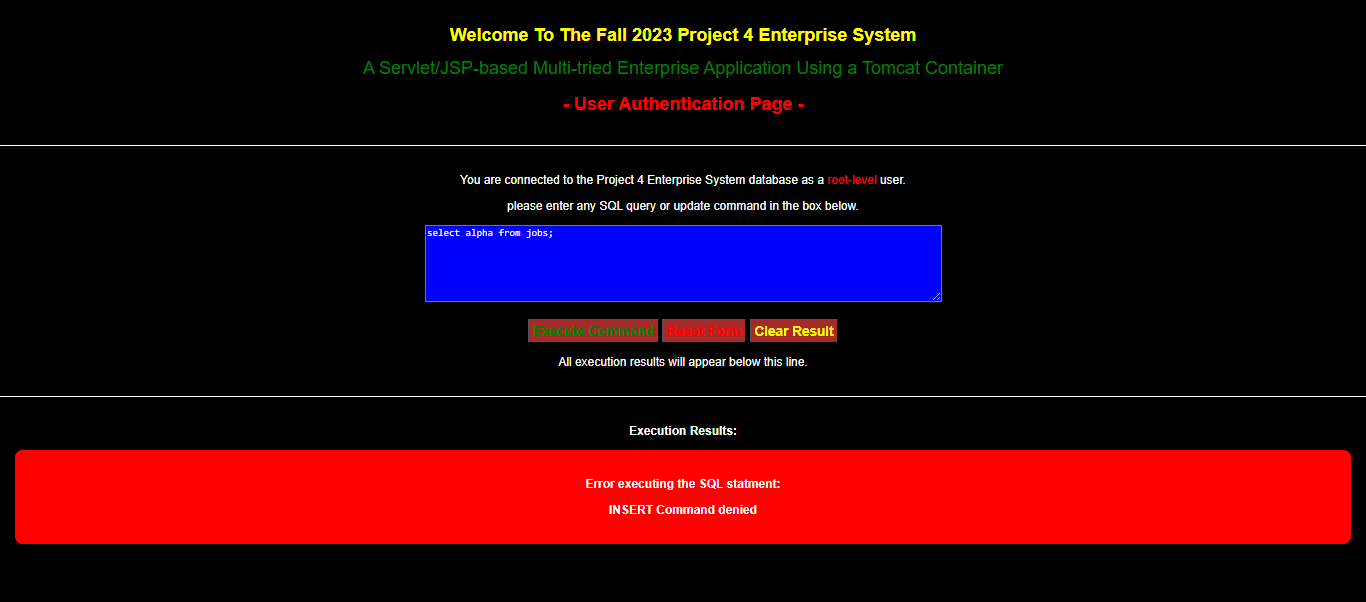 Welcome To The Fall 2023 Project 4 Enterprise System
A Servlet/JSP-based Multi-tried Enterprise Application Using a Tomcat Container
- User Authentication Page -
You are connected to the Project 4 Enterprise System database as a root-level user.
please enter any SQL query or update command in the box below.
select alpha from jobs;
Execute Command Reset Form Clear Result
All execution results will appear below this line.
Execution Results:
Error executing the SQL statment:
INSERT Command denied